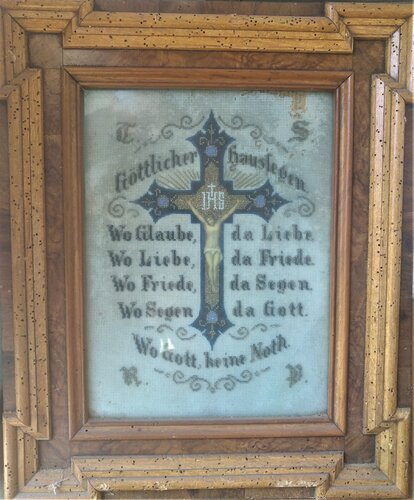 C S
Göttlicher Haussegen.
IHS
Wo Glaube, da Liebe.
Wo Liebe, da Friede.
Wo Friede, da Segen.
Wo Segen da Gott.
Wo Gott, keine Noth.
R P